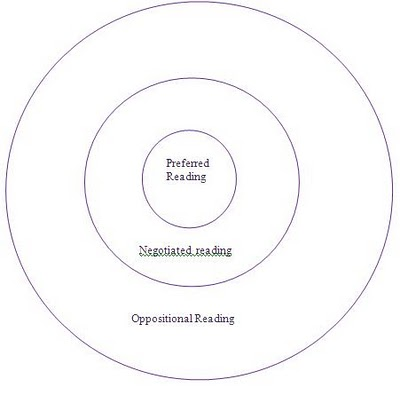 Preferred
Reading
Negotiated reading
Oppositional Reading